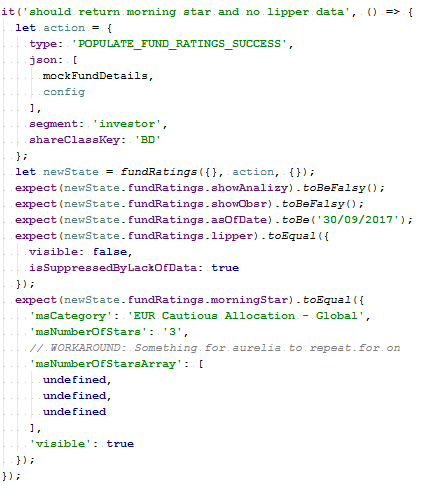 it('should return morning star and no lipper data', () => {
  let action = {
    type: 'POPULATE_FUND_RATINGS_SUCCESS',
    json: [
      mockFundDetails,
      config
    ],
    segment: 'investor',
    shareClassKey: 'BD'
  };
  let newState = fundRatings({}, action, {});
  expect(newState.fundRatings.showAnalizy).toBeFalsy();
  expect(newState.fundRatings.showObsr).toBeFalsy();
  expect(newState.fundRatings.asOfDate).toBe('30/09/2017');
  expect(newState.fundRatings.lipper).toEqual({
    visible: false,
    isSuppressedByLackOfData: true
  });
  expect(newState.fundRatings.morningStar).toEqual({
    'msCategory': 'EUR Cautious Allocation - Global',
    'msNumberOfStars': '3',
    // WORKAROUND: Something for aurelia to repeat.for on
    'msNumberOfStarsArray': [
      undefined,
      undefined,
      undefined
    ],
    'visible': true
  });
});